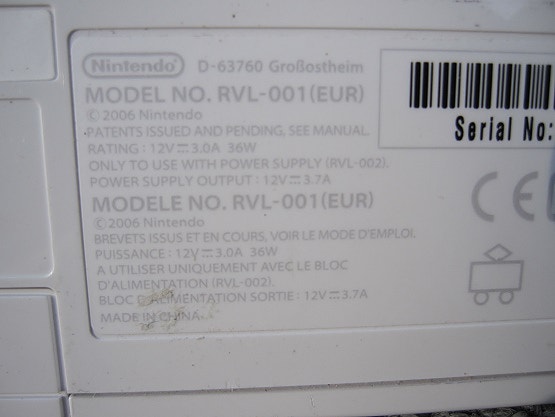 Nintendo D-63760 Großostheim
MODEL NO. RVL-001(EUR)
© 2006 Nintendo
PATENTS ISSUED AND PENDING, SEE MANUAL.
RATING : 12V⎓3.0A 36W
ONLY TO USE WITH POWER SUPPLY (RVL-002).
POWER SUPPLY OUTPUT : 12V⎓3.7A
MODELE NO. RVL-001(EUR)
©2006 Nintendo
BREVETS ISSUS ET EN COURS, VOIR LE MODE D'EMPLOI.
PUISSANCE : 12V⎓3.0A 36W
A UTILISER UNIQUEMENT AVEC LE BLOC
D'ALIMENTATION (RVL-002).
BLOC D'ALIMENTATION SORTIE : 12V⎓3.7A
MADE IN CHINA
Serial No:
CE